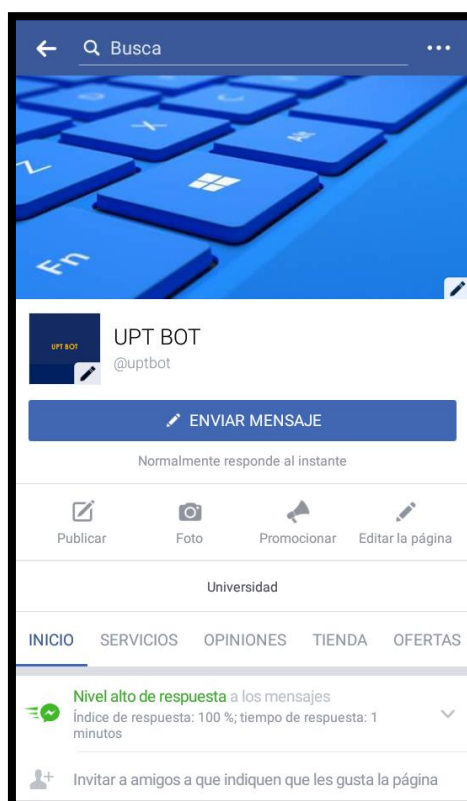 Busca
Z
X
Alt
Fn
UPT BOT
UPT BOT
@uptbot
ENVIAR MENSAJE
Normalmente responde al instante
Publicar Foto Promocionar Editar la página
Universidad
INICIO SERVICIOS OPINIONES TIENDA OFERTAS
Nivel alto de respuesta a los mensajes
Índice de respuesta: 100 %; tiempo de respuesta: 1
minutos
Invitar a amigos a que indiquen que les gusta la página